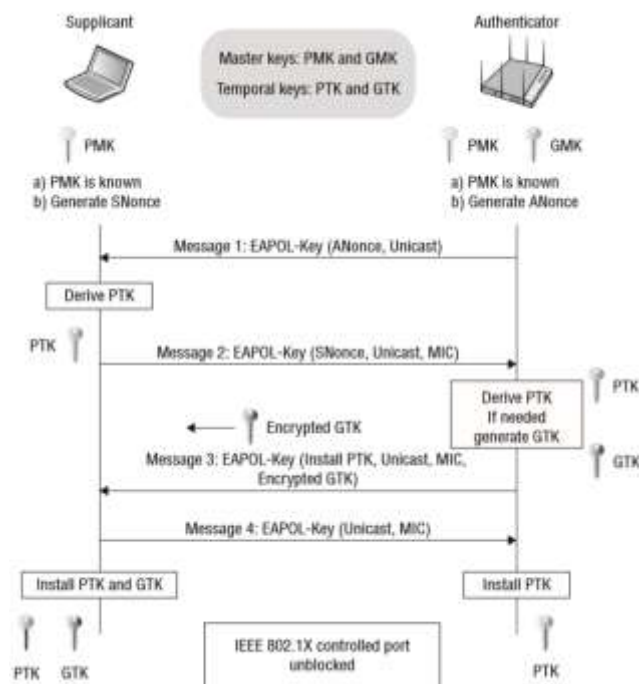 Supplicant
Authenticator
Master keys: PMK and GMK
Temporal keys: PTK and GTK
PMK
PMK
GMK
a) PMK is known
b) Generate SNonce
a) PMK is known
b) Generate ANonce
Message 1: EAPOL-Key (ANonce, Unicast)
Derive PTK
PTK
Message 2: EAPOL-Key (SNonce, Unicast, MIC)
Derive PTK
If needed
generate GTK
PTK
Encrypted GTK
GTK
Message 3: EAPOL-Key (Install PTK, Unicast, MIC,
Encrypted GTK)
Message 4: EAPOL-Key (Unicast, MIC)
Install PTK and GTK
Install PTK
IEEE 802.1X controlled port
unblocked
PTK
GTK
PTK